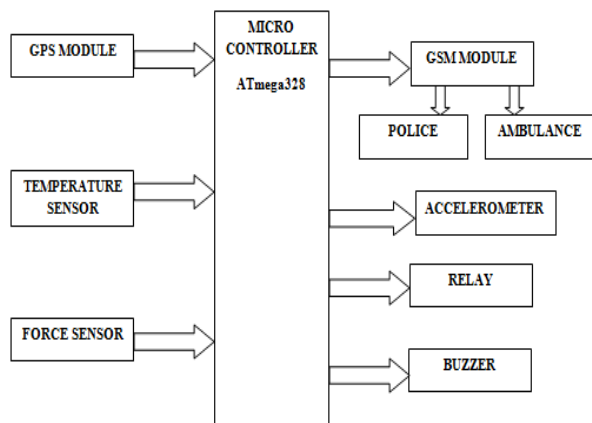 MICRO
CONTROLLER
ATmega328
GPS MODULE
TEMPERATURE
SENSOR
FORCE SENSOR
GSM MODULE
POLICE
AMBULANCE
ACCELEROMETER
RELAY
BUZZER